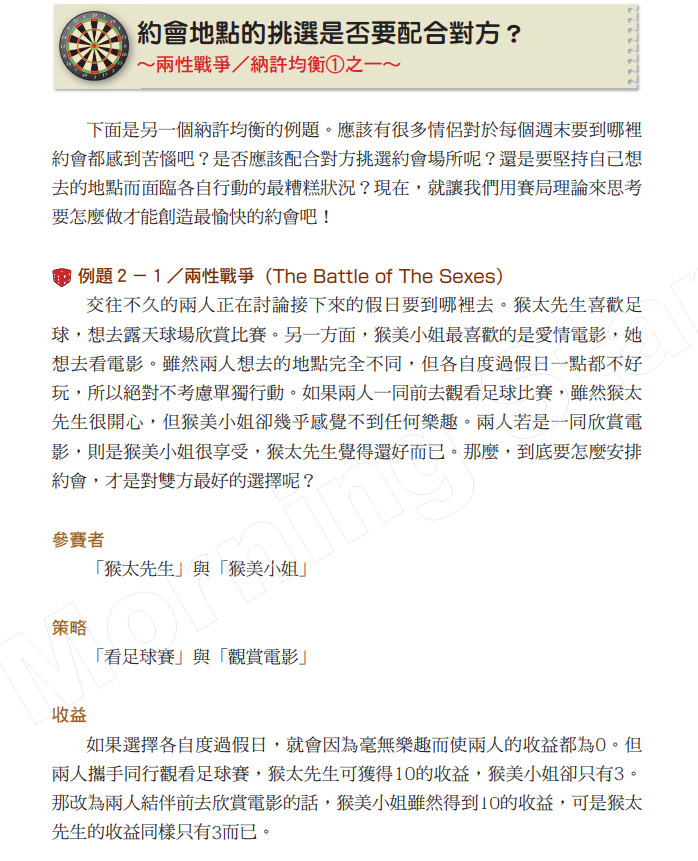 約會地點的挑選是否要配合對方？
～兩性戰爭／納許均衡①之一～
下面是另一個納許均衡的例題。應該有很多情侶對於每個週末要到哪裡
約會都感到苦惱吧？是否應該配合對方挑選約會場所呢？還是要堅持自己想
去的地點而面臨各自行動的最糟糕狀況？現在，就讓我們用賽局理論來思考
要怎麼做才能創造最愉快的約會吧！
例題２－１／兩性戰爭（The Battle of The Sexes）
交往不久的兩人正在討論接下來的假日要到哪裡去。猴太先生喜歡足
球，想去露天球場欣賞比賽。另一方面，猴美小姐最喜歡的是愛情電影，她
想去看電影。雖然兩人想去的地點完全不同，但各自度過假日一點都不好
玩，所以絕對不考慮單獨行動。如果兩人一同前去觀看足球比賽，雖然猴太
先生很開心，但猴美小姐卻幾乎感覺不到任何樂趣。兩人若是一同欣賞電
影，則是猴美小姐很享受，猴太先生覺得還好而已。那麼，到底要怎麼安排
約會，才是對雙方最好的選擇呢？
參賽者
「猴太先生」與「猴美小姐」
策略
「看足球賽」與「觀賞電影」
收益
如果選擇各自度過假日，就會因為毫無樂趣而使兩人的收益都為0。但
兩人攜手同行觀看足球賽，猴太先生可獲得10的收益，猴美小姐卻只有3。
那改為兩人結伴前去欣賞電影的話，猴美小姐雖然得到10的收益，可是猴太
先生的收益同樣只有3而已。
Morning Star